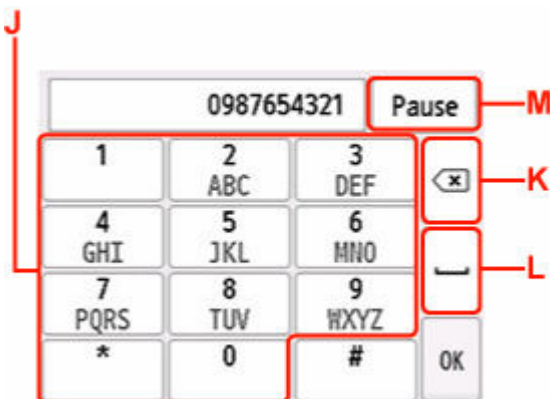 J
0987654321 Pause M
1 2 3
ABC DEF K
4 5 6
GHI JKL MNO
L
7 8 9
PQRS TUV WXYZ
* 0 # OK